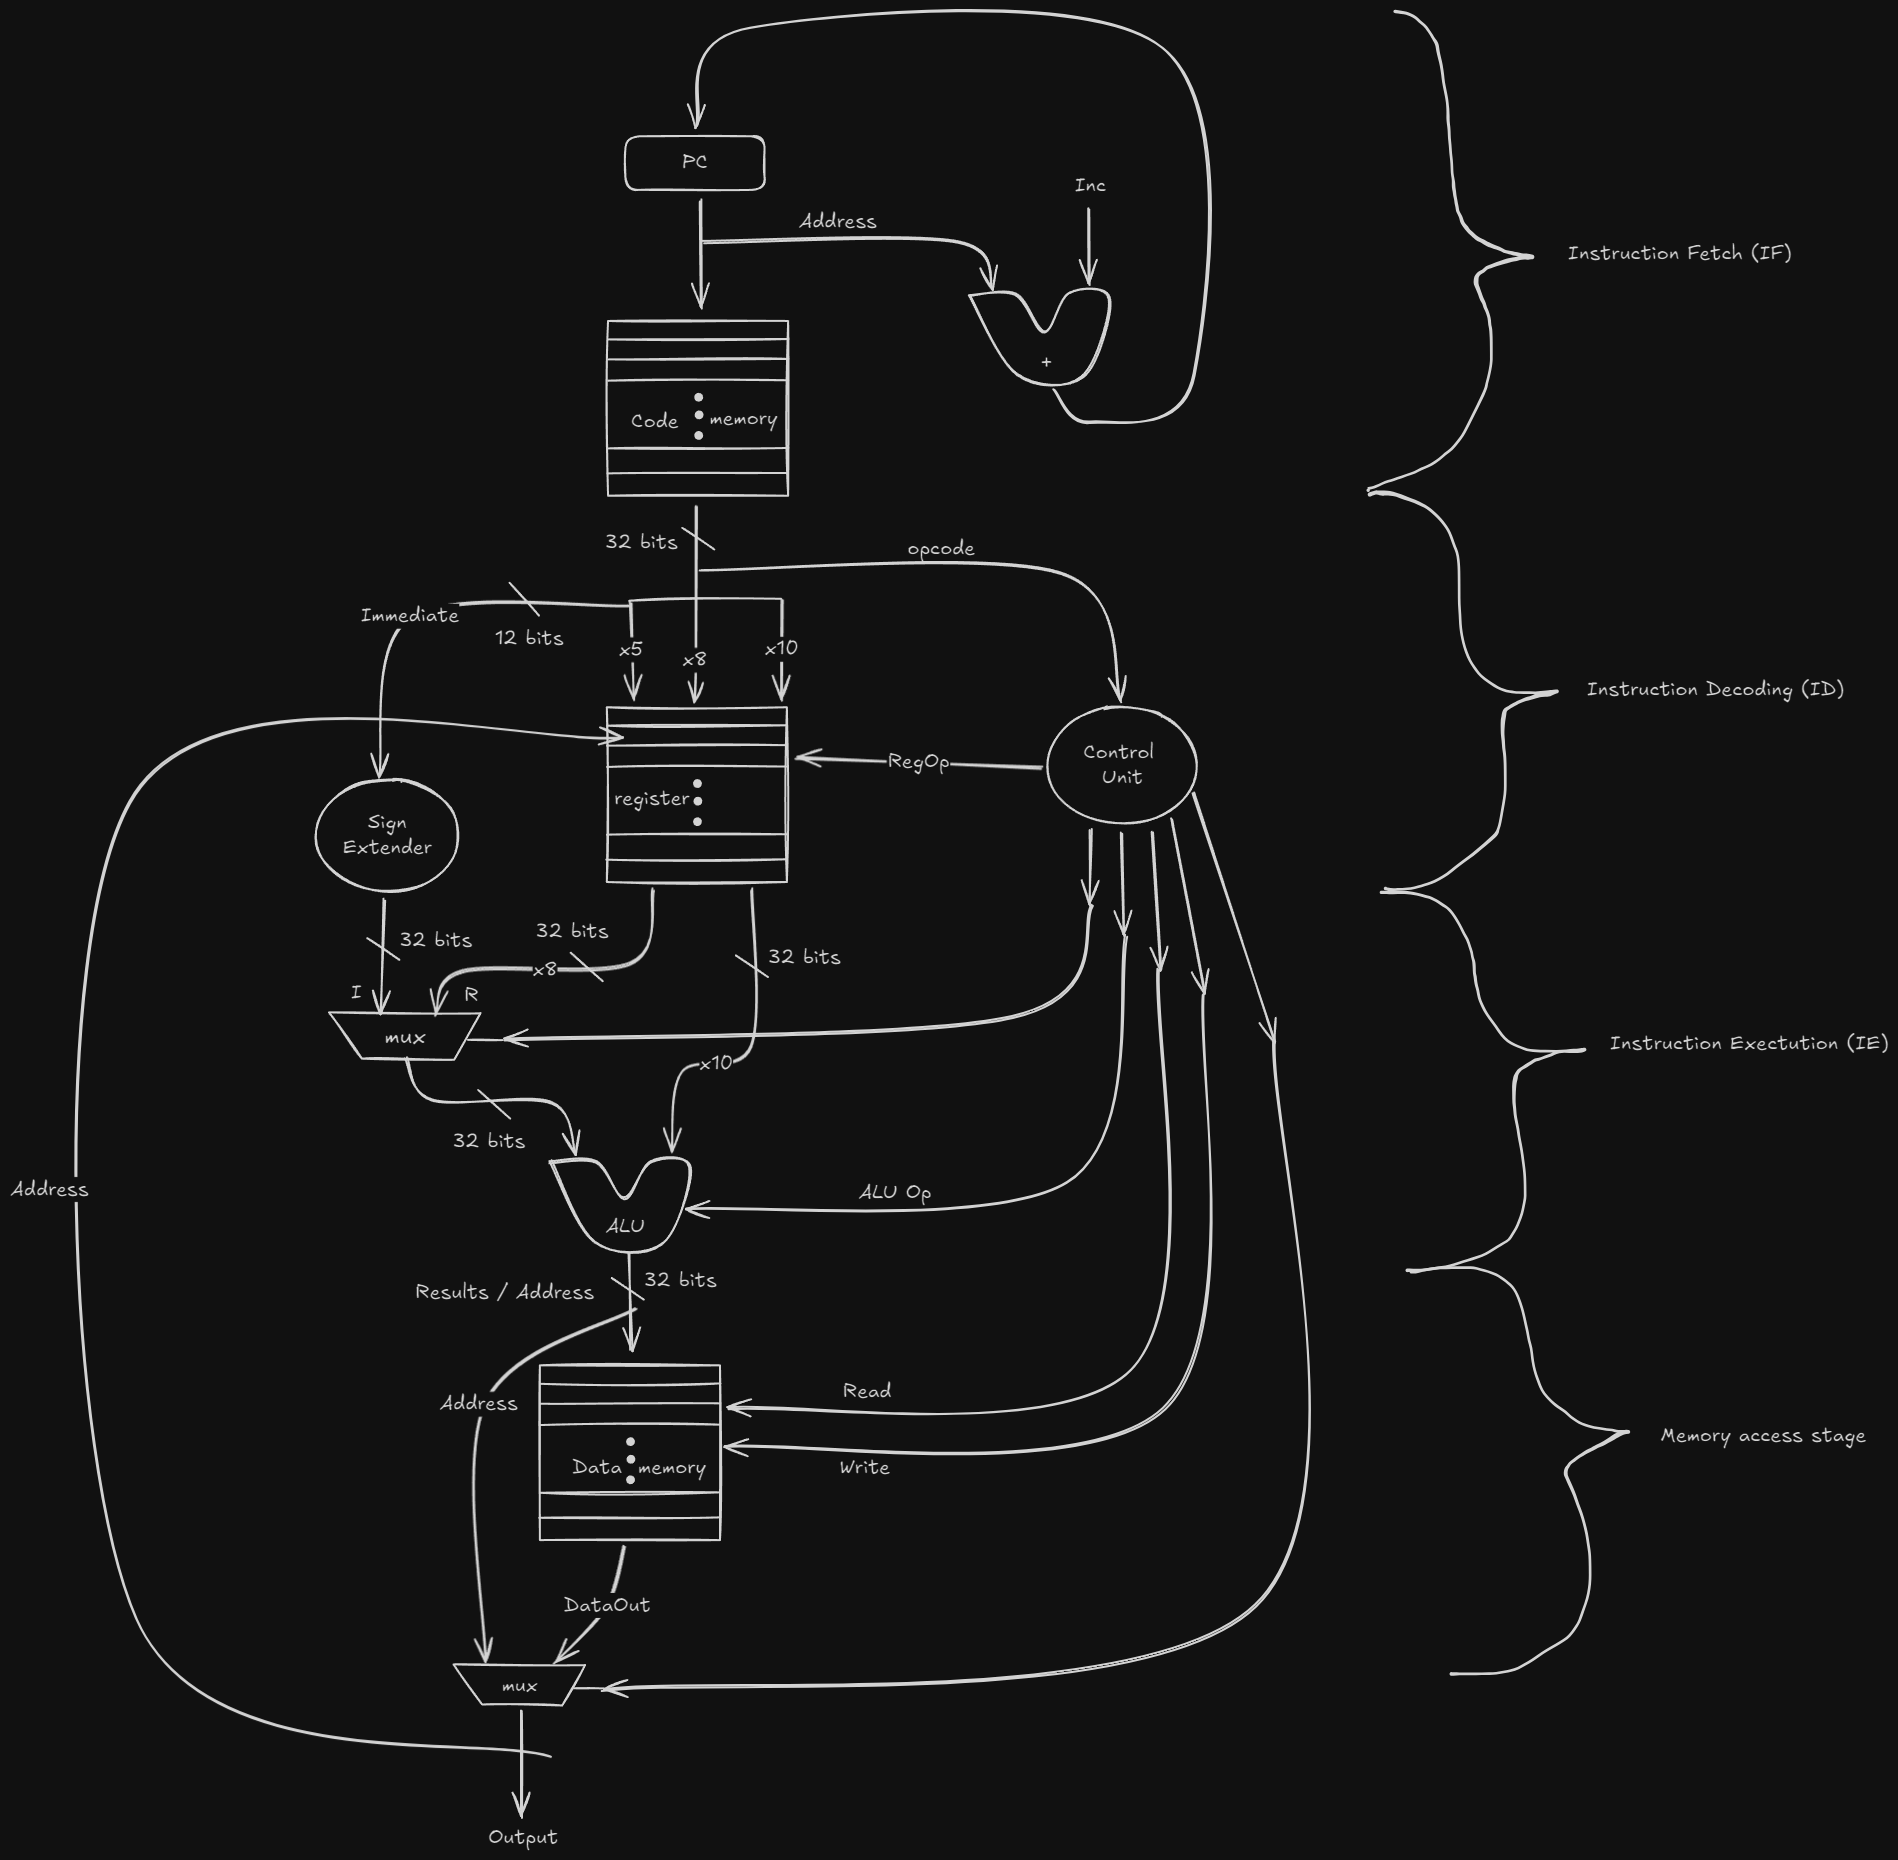 PC
Inc
Address
Instruction Fetch (IF)
+
Code memory
32 bits
opcode
Immediate
12 bits
x5
x8
x10
Instruction Decoding (ID)
Control
Unit
RegOp
register
Sign
Extender
32 bits
32 bits
x8
32 bits
I
R
mux
x10
Instruction Exectution (IE)
32 bits
Address
ALU Op
ALU
32 bits
Results / Address
Read
Address
Memory access stage
Data memory
Write
DataOut
mux
Output